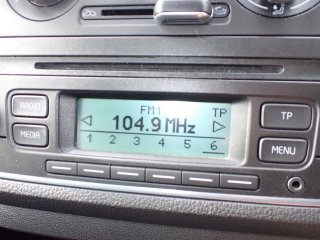 RADIO
MEDIA
FM1 TP
104.9 MHz
1 2 3 4 5 6
TP
MENU